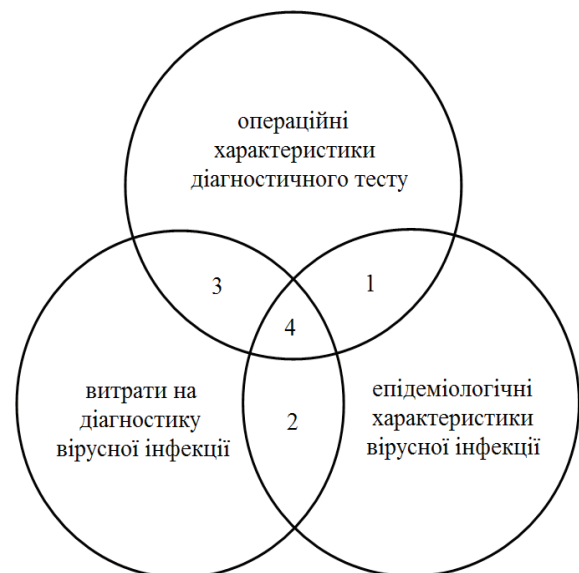 операційні
характеристики
діагностичного тесту
3
1
4
витрати на
діагностику
вірусної інфекції
2
епідеміологічні
характеристики
вірусної інфекції